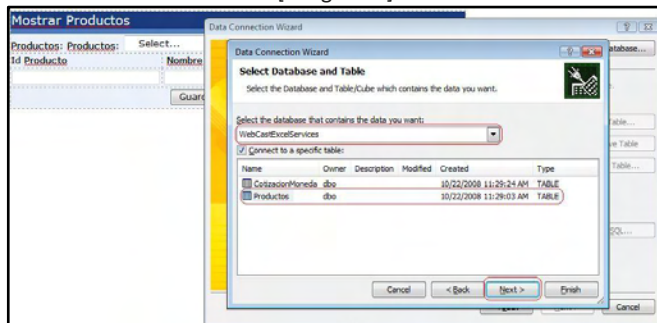 Mostrar Productos
Productos: Productos: Select...
Id Producto Nombre
Guar
Data Connection Wizard
Data Connection Wizard
Select Database and Table
Select the Database and Table/Cube which contains the data you want.
Select the database that contains the data you want:
WebCastExcelServices
Connect to a specific table:
Name Owner Description Modified Created Type
CotizacionMoneda dbo 10/22/2008 11:29:24 AM TABLE
Productos dbo 10/22/2008 11:29:03 AM TABLE
Cancel < Back Next > Finish
atabase...
Table...
ve Table
Table...
SQL...
Cancel